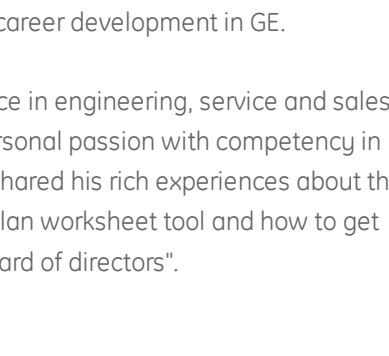 career development in GE.
ce in engineering, service and sales
rsonal passion with competency in
hared his rich experiences about th
lan worksheet tool and how to get
ard of directors".